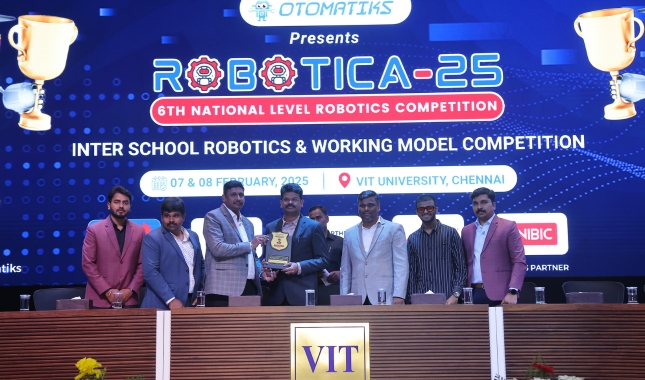 OTOMATIKS
Presents
ROBOTICA-25
6TH NATIONAL LEVEL ROBOTICS COMPETITION
INTER SCHOOL ROBOTICS & WORKING MODEL COMPETITION
07 & 08 FEBRUARY, 2025
VIT UNIVERSITY, CHENNAI
NIBIC
PARTNER
VIT